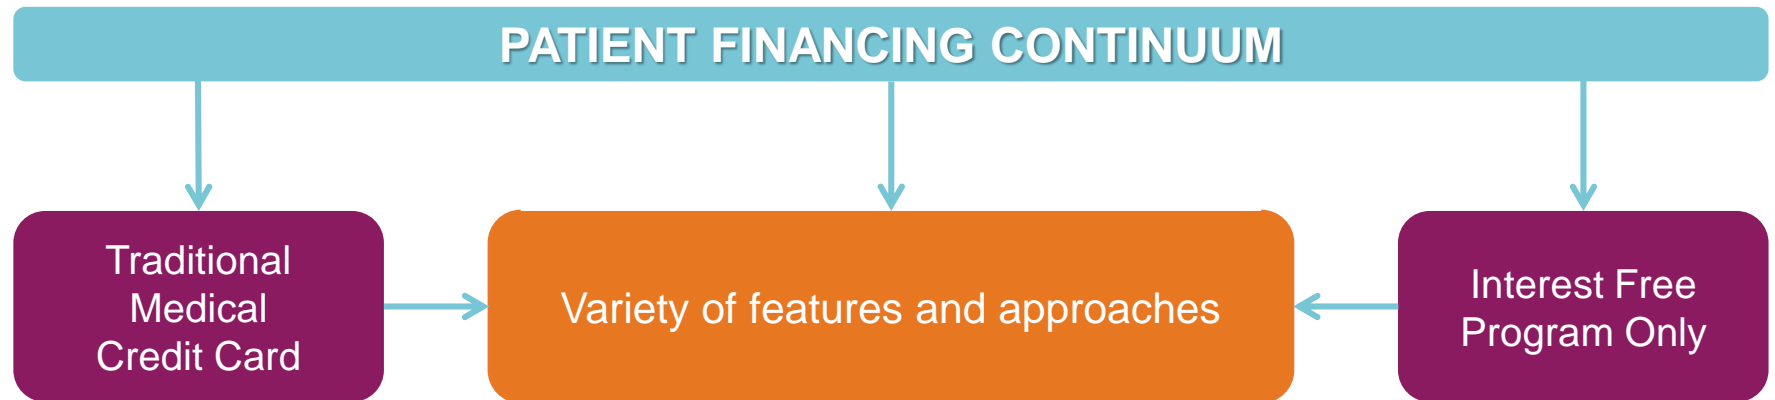 PATIENT FINANCING CONTINUUM
Traditional
Medical
Credit Card
Variety of features and approaches
Interest Free
Program Only